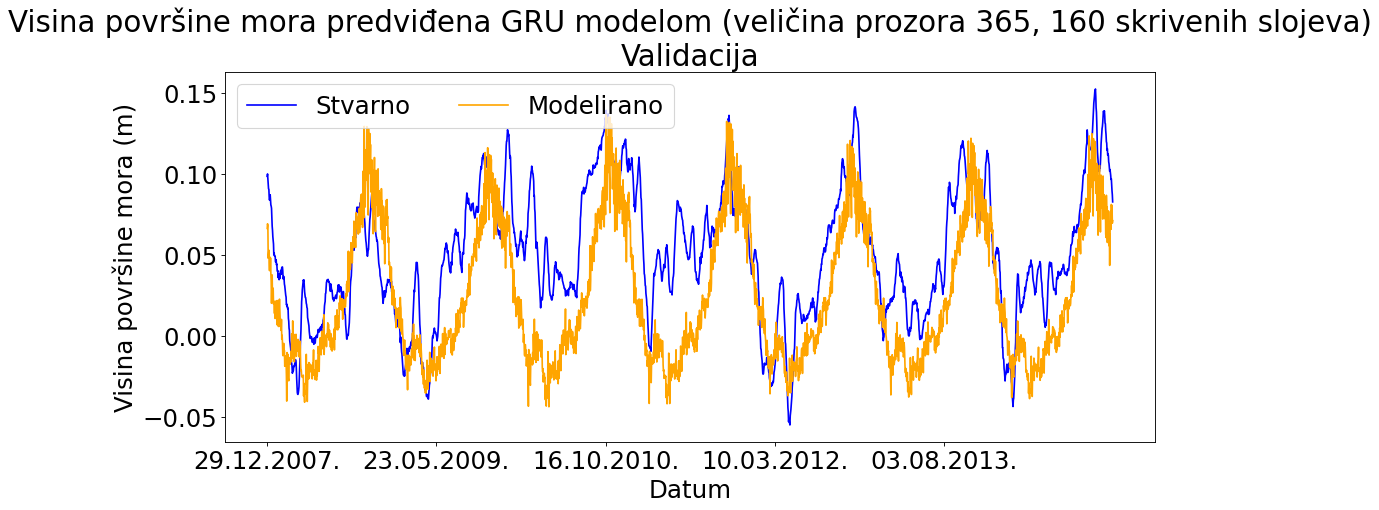 Visina površine mora predviđena GRU modelom (veličina prozora 365, 160 skrivenih slojeva)
Validacija
Stvarno Modelirano
Visina površine mora (m)
0.15
0.10
0.05
0.00
−0.05
29.12.2007. 23.05.2009. 16.10.2010. 10.03.2012. 03.08.2013.
Datum